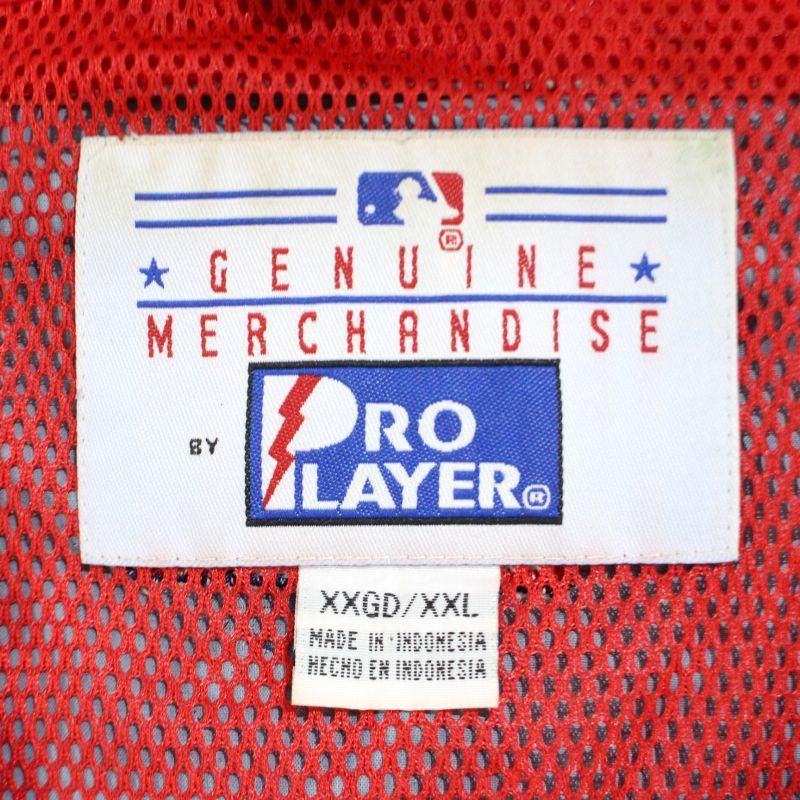 ®
GENUINE
MERCHANDISE
BY PRO
PLAYER®
XXGD/XXL
MADE IN INDONESIA
HECHO EN INDONESIA